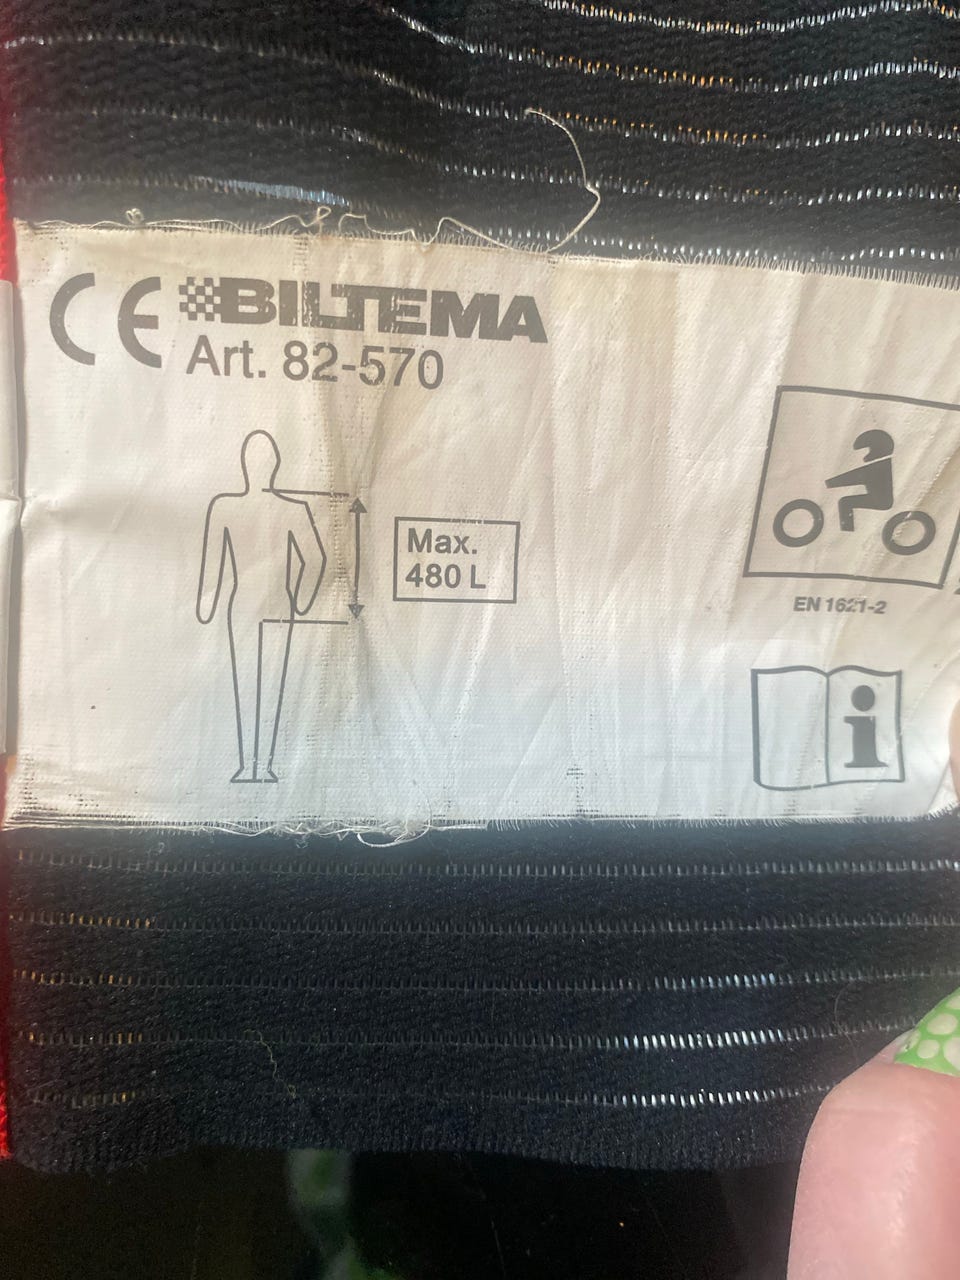 CE BILTEMA
Art. 82-570
Max.
480 L
EN 1621-2
i